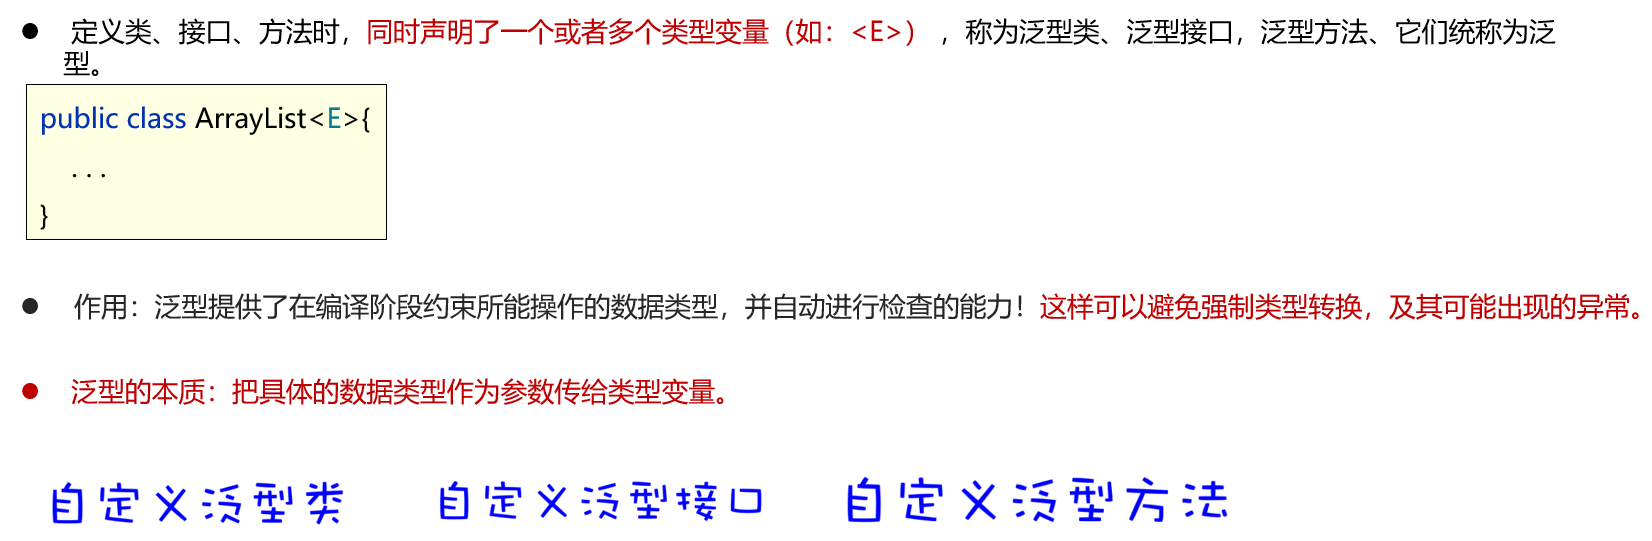 ● 定义类、接口、方法时，同时声明了一个或者多个类型变量（如：<E>） ，称为泛型类、泛型接口，泛型方法、它们统称为泛
型。
public class ArrayList<E>{
. . .
}
● 作用：泛型提供了在编译阶段约束所能操作的数据类型，并自动进行检查的能力！这样可以避免强制类型转换，及其可能出现的异常。
● 泛型的本质：把具体的数据类型作为参数传给类型变量。
自定义泛型类 自定义泛型接口 自定义泛型方法